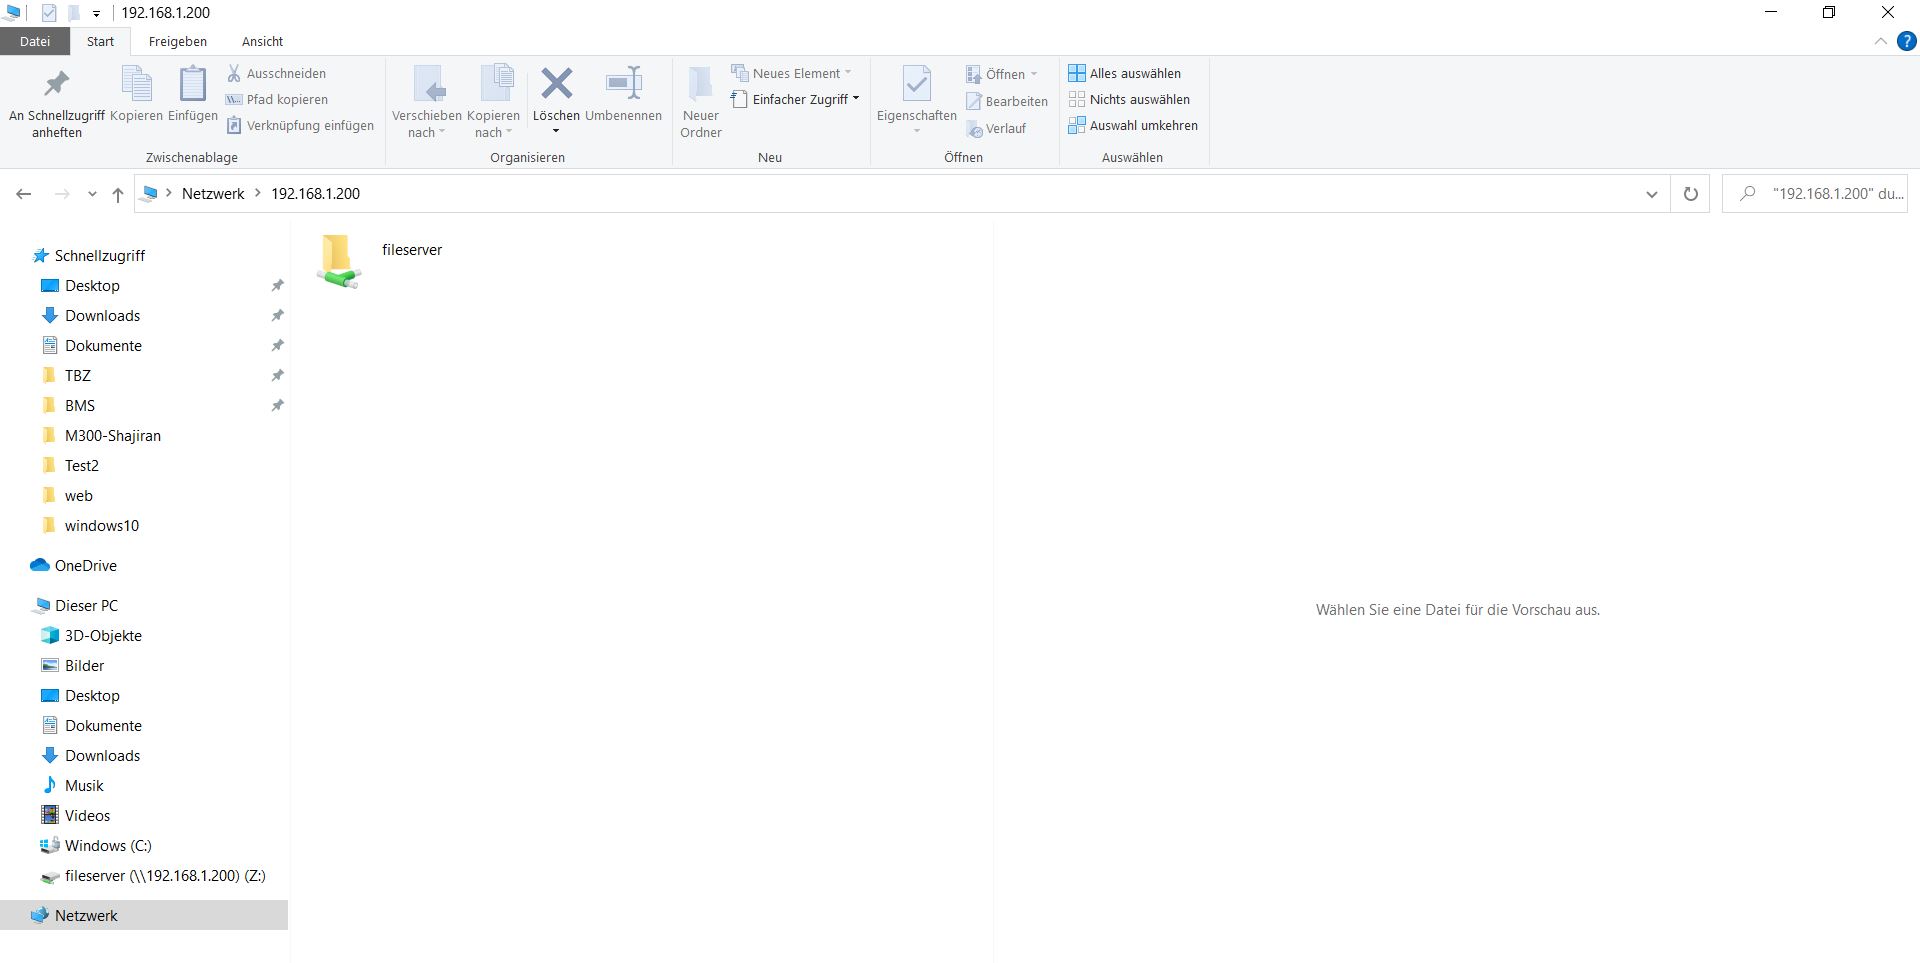 192.168.1.200
Datei
Start
Freigeben
Ansicht
?
An Schnellzugriff
anheften
Kopieren
Einfügen
Ausschneiden
Pfad kopieren
Verknüpfung einfügen
Zwischenablage
Verschieben
nach
Kopieren
nach
Löschen
Umbenennen
Organisieren
Neuer
Ordner
Neues Element
Einfacher Zugriff
Neu
Eigenschaften
Öffnen
Bearbeiten
Verlauf
Öffnen
Alles auswählen
Nichts auswählen
Auswahl umkehren
Auswählen
Netzwerk
192.168.1.200
"192.168.1.200" du...
Schnellzugriff
Desktop
Downloads
Dokumente
TBZ
BMS
M300-Shajiran
Test2
web
windows10
OneDrive
Dieser PC
3D-Objekte
Bilder
Desktop
Dokumente
Downloads
Musik
Videos
Windows (C:)
fileserver (\\192.168.1.200) (Z:)
Netzwerk
fileserver
Wählen Sie eine Datei für die Vorschau aus.